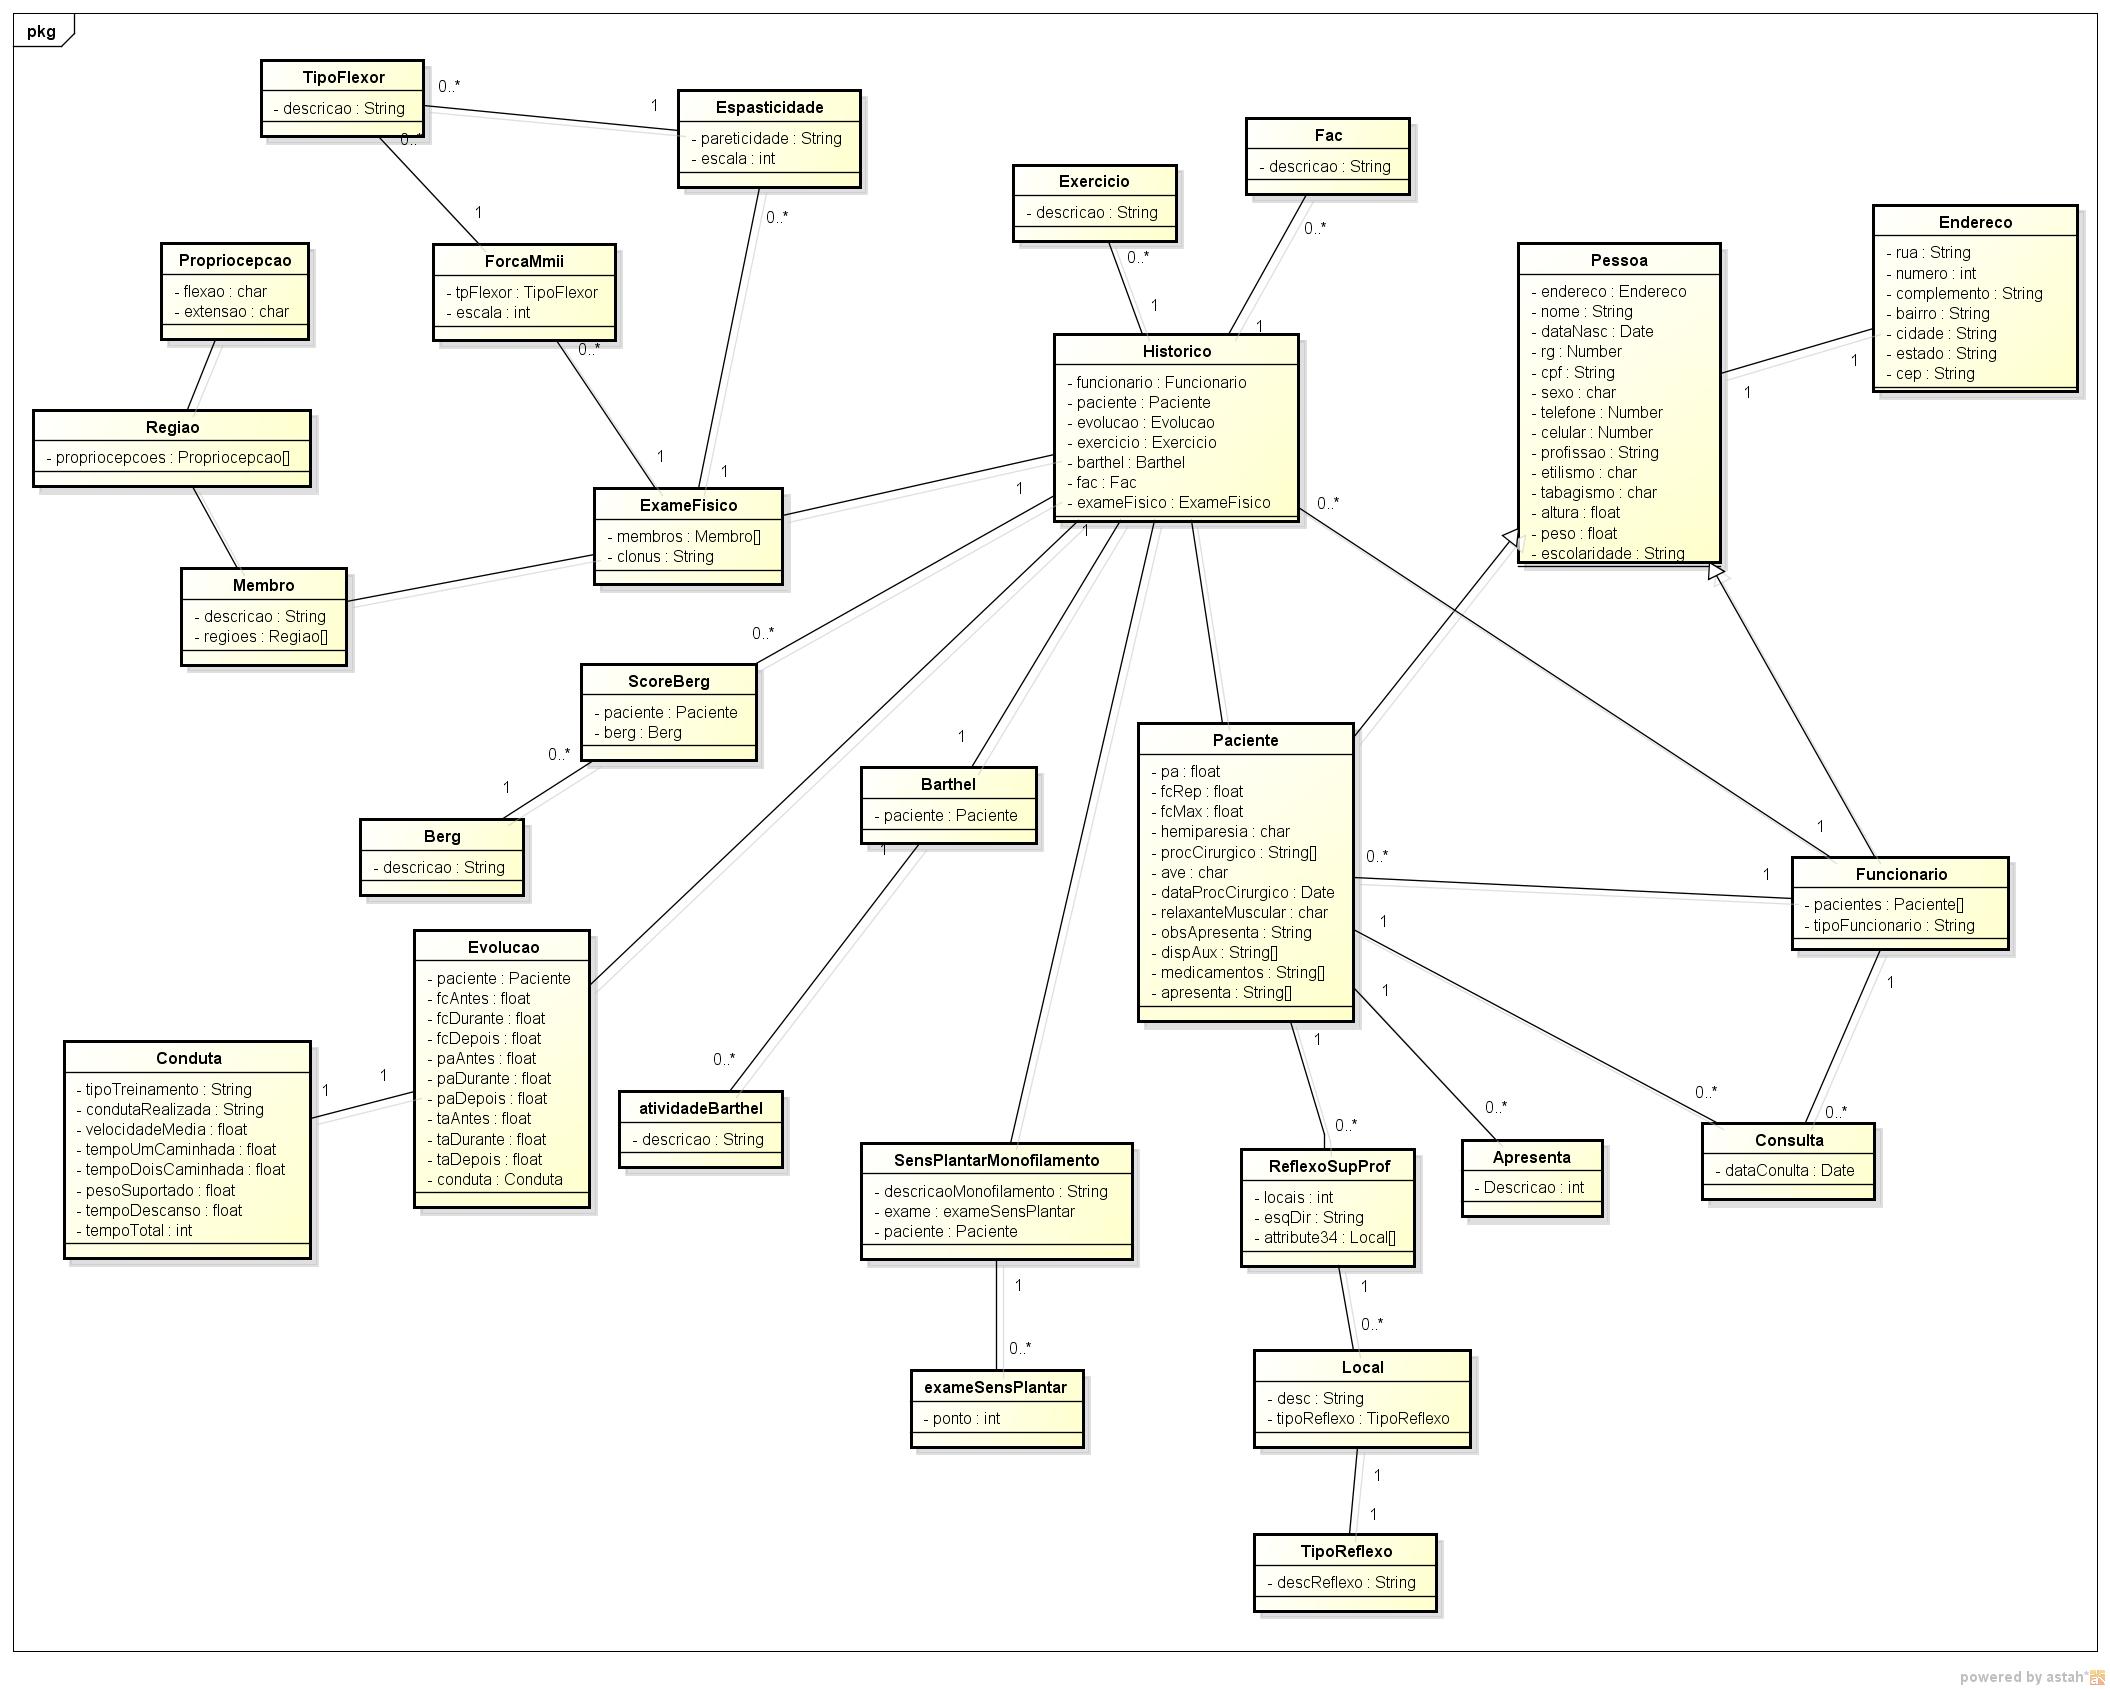 pkg
TipoFlexor
- descricao : String
0..*
1
0..*
1
Espasticidade
- pareticidade : String
- escala : int
0..*
1
Propriocepcao
- flexao : char
- extensao : char
ForcaMmii
- tpFlexor : TipoFlexor
- escala : int
0..*
1
Regiao
- propriocepcoes : Propriocepcao[]
Membro
- descricao : String
- regioes : Regiao[]
ExameFisico
- membros : Membro[]
- clonus : String
Exercicio
- descricao : String
0..*
1
Fac
- descricao : String
0..*
1
Historico
- funcionario : Funcionario
- paciente : Paciente
- evolucao : Evolucao
- exercicio : Exercicio
- barthel : Barthel
- fac : Fac
- exameFisico : ExameFisico
1
1
0..*
Pessoa
- endereco : Endereco
- nome : String
- dataNasc : Date
- rg : Number
- cpf : String
- sexo : char
- telefone : Number
- celular : Number
- profissao : String
- etilismo : char
- tabagismo : char
- altura : float
- peso : float
- escolaridade : String
1
1
Endereco
- rua : String
- numero : int
- complemento : String
- bairro : String
- cidade : String
- estado : String
- cep : String
0..*
ScoreBerg
- paciente : Paciente
- berg : Berg
0..*
1
Berg
- descricao : String
1
Barthel
- paciente : Paciente
1
0..*
atividadeBarthel
- descricao : String
Evolucao
- paciente : Paciente
- fcAntes : float
- fcDurante : float
- fcDepois : float
- paAntes : float
- paDurante : float
- paDepois : float
- taAntes : float
- taDurante : float
- taDepois : float
- conduta : Conduta
1
1
Conduta
- tipoTreinamento : String
- condutaRealizada : String
- velocidadeMedia : float
- tempoUmCaminhada : float
- tempoDoisCaminhada : float
- pesoSuportado : float
- tempoDescanso : float
- tempoTotal : int
Paciente
- pa : float
- fcRep : float
- fcMax : float
- hemiparesia : char
- procCirurgico : String[]
- ave : char
- dataProcCirurgico : Date
- relaxanteMuscular : char
- obsApresenta : String
- dispAux : String[]
- medicamentos : String[]
- apresenta : String[]
0..*
1
1
1
1
1
Funcionario
- pacientes : Paciente[]
- tipoFuncionario : String
1
0..*
0..*
Consulta
- dataConulta : Date
0..*
Apresenta
- Descricao : int
0..*
ReflexoSupProf
- locais : int
- esqDir : String
- attribute34 : Local[]
1
0..*
Local
- desc : String
- tipoReflexo : TipoReflexo
1
1
TipoReflexo
- descReflexo : String
SensPlantarMonofilamento
- descricaoMonofilamento : String
- exame : exameSensPlantar
- paciente : Paciente
1
0..*
exameSensPlantar
- ponto : int
powered by astah*